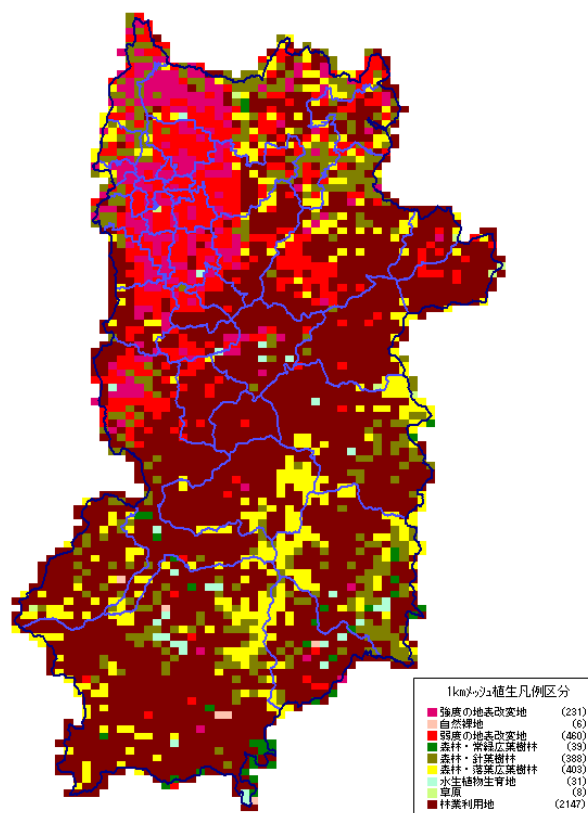 1kmメッシュ植生凡例区分
強度の地表改変地 (231)
自然裸地 (6)
弱度の地表改変地 (460)
森林・常緑広葉樹林 (39)
森林・針葉樹林 (388)
森林・落葉広葉樹林 (403)
水生植物生育地 (31)
草原 (8)
林業利用地 (2147)